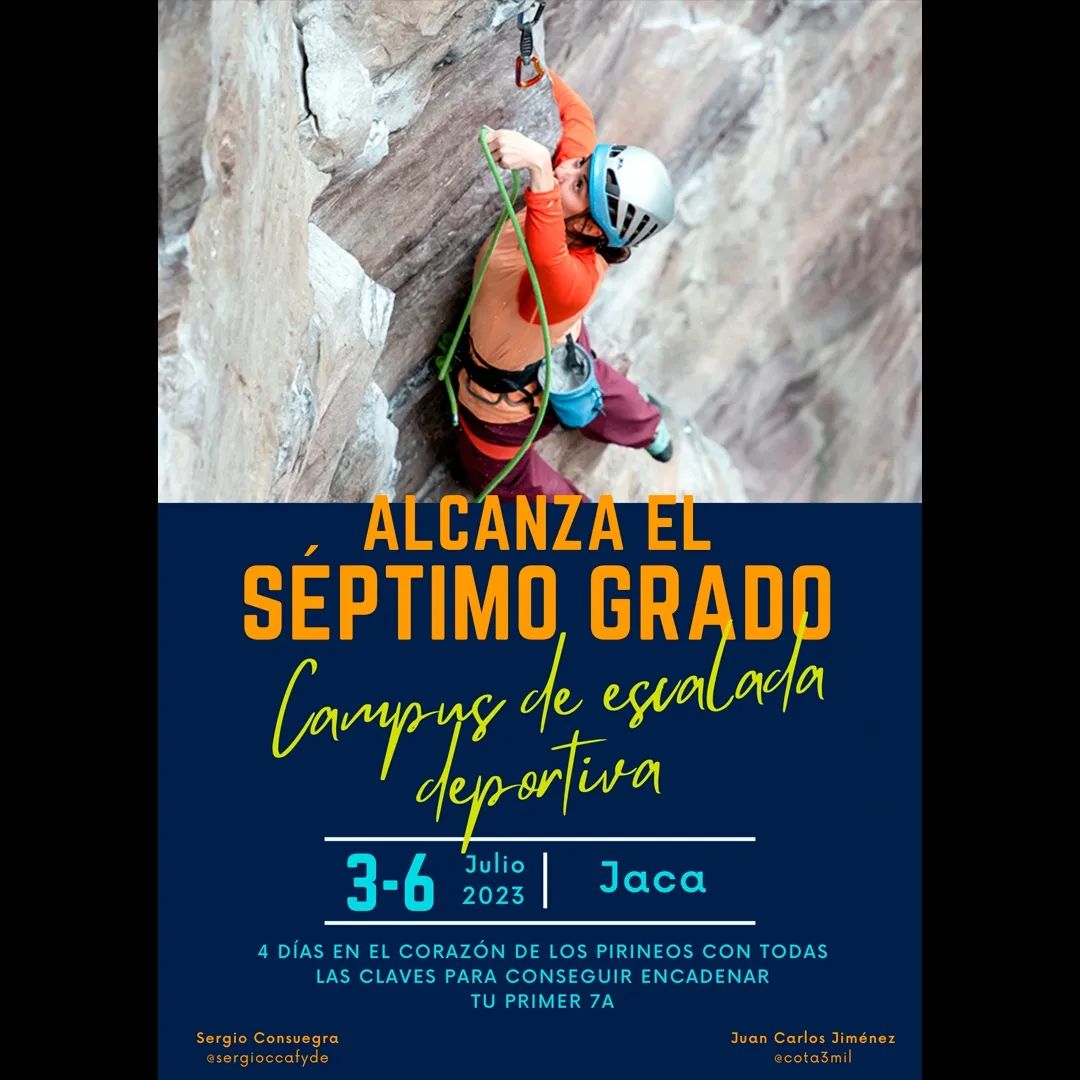 ALCANZA EL
SÉPTIMO GRADO
Campus de escalada
deportiva
3-6 Julio
2023
Jaca
4 DÍAS EN EL CORAZÓN DE LOS PIRINEOS CON TODAS
LAS CLAVES PARA CONSEGUIR ENCADENAR
TU PRIMER 7A
Sergio Consuegra
@sergioccafyde
Juan Carlos Jiménez
@cota3mil